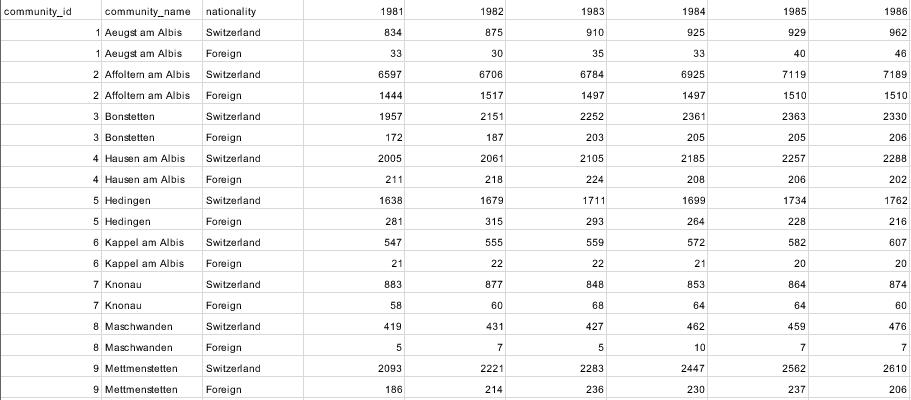 community_id community_name nationality 1981 1982 1983 1984 1985 1986
1 Aeugst am Albis Switzerland 834 875 910 925 929 962
1 Aeugst am Albis Foreign 33 30 35 33 40 46
2 Affoltern am Albis Switzerland 6597 6706 6784 6925 7119 7189
2 Affoltern am Albis Foreign 1444 1517 1497 1497 1510 1510
3 Bonstetten Switzerland 1957 2151 2252 2361 2363 2330
3 Bonstetten Foreign 172 187 203 205 205 206
4 Hausen am Albis Switzerland 2005 2061 2105 2185 2257 2288
4 Hausen am Albis Foreign 211 218 224 208 206 202
5 Hedingen Switzerland 1638 1679 1711 1699 1734 1762
5 Hedingen Foreign 281 315 293 264 228 216
6 Kappel am Albis Switzerland 547 555 559 572 582 607
6 Kappel am Albis Foreign 21 22 22 21 20 20
7 Knonau Switzerland 883 877 848 853 864 874
7 Knonau Foreign 58 60 68 64 64 60
8 Maschwanden Switzerland 419 431 427 462 459 476
8 Maschwanden Foreign 5 7 5 10 7 7
9 Mettmenstetten Switzerland 2093 2221 2283 2447 2562 2610
9 Mettmenstetten Foreign 186 214 236 230 237 206